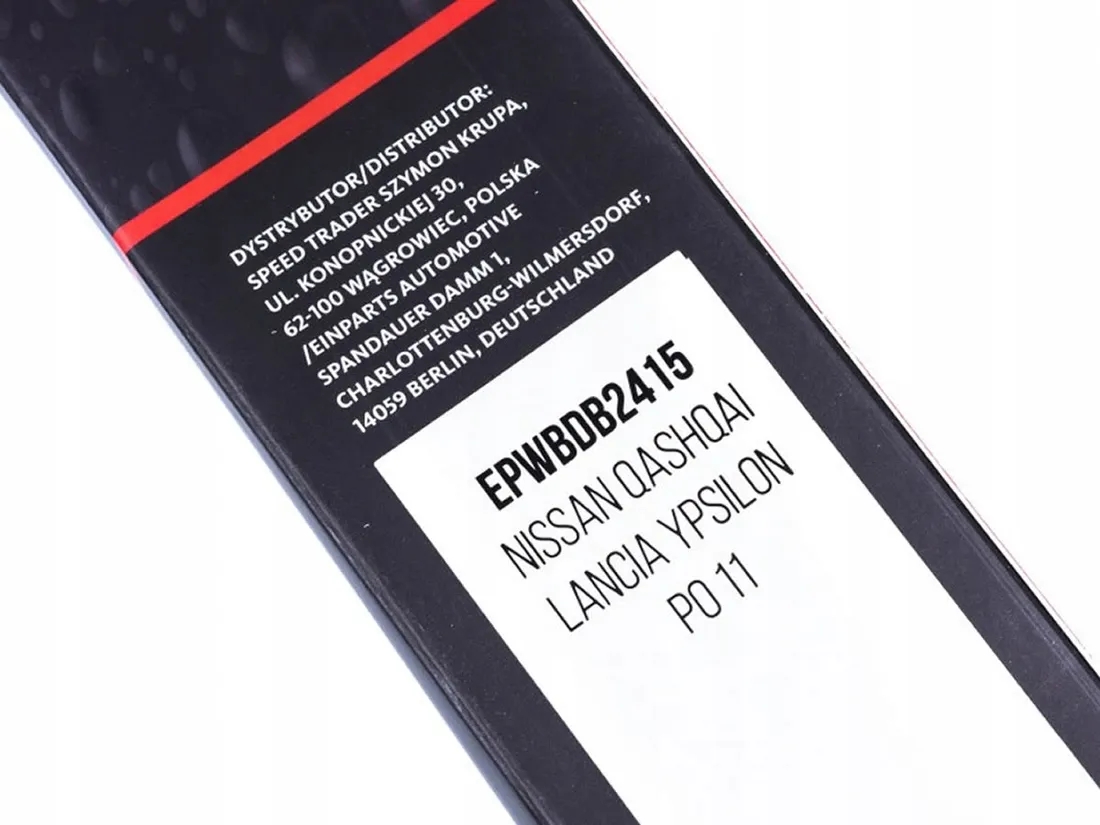 DYSTRYBUTOR/DISTRIBUTOR:
SPEED TRADER SZYMON KRUPA,
UL. KONOPNICKIEJ 30,
62-100 WĄGROWIEC, POLSKA
/EINPARTS AUTOMOTIVE
SPANDAUER DAMM 1,
CHARLOTTENBURG-WILMERSDORF,
14059 BERLIN, DEUTSCHLAND
EPWBDB2415
NISSAN QASHQAI
LANCIA YPSILON
PO 11